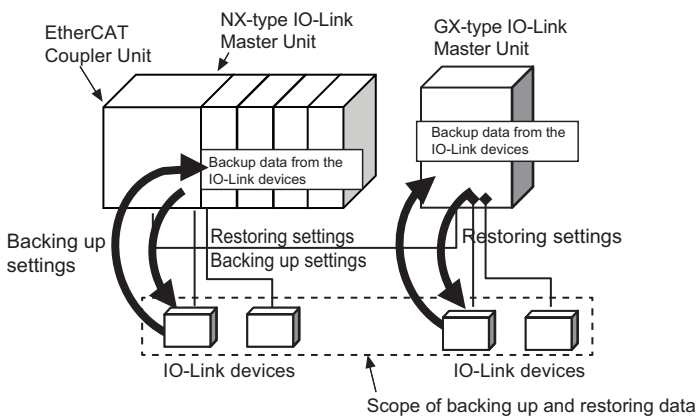 EtherCAT
Coupler Unit
NX-type IO-Link
Master Unit
GX-type IO-Link
Master Unit
Backup data from the
IO-Link devices
Backup data from the
IO-Link devices
Backing up
settings
Restoring settings
Backing up settings
Restoring settings
IO-Link devices
IO-Link devices
Scope of backing up and restoring data